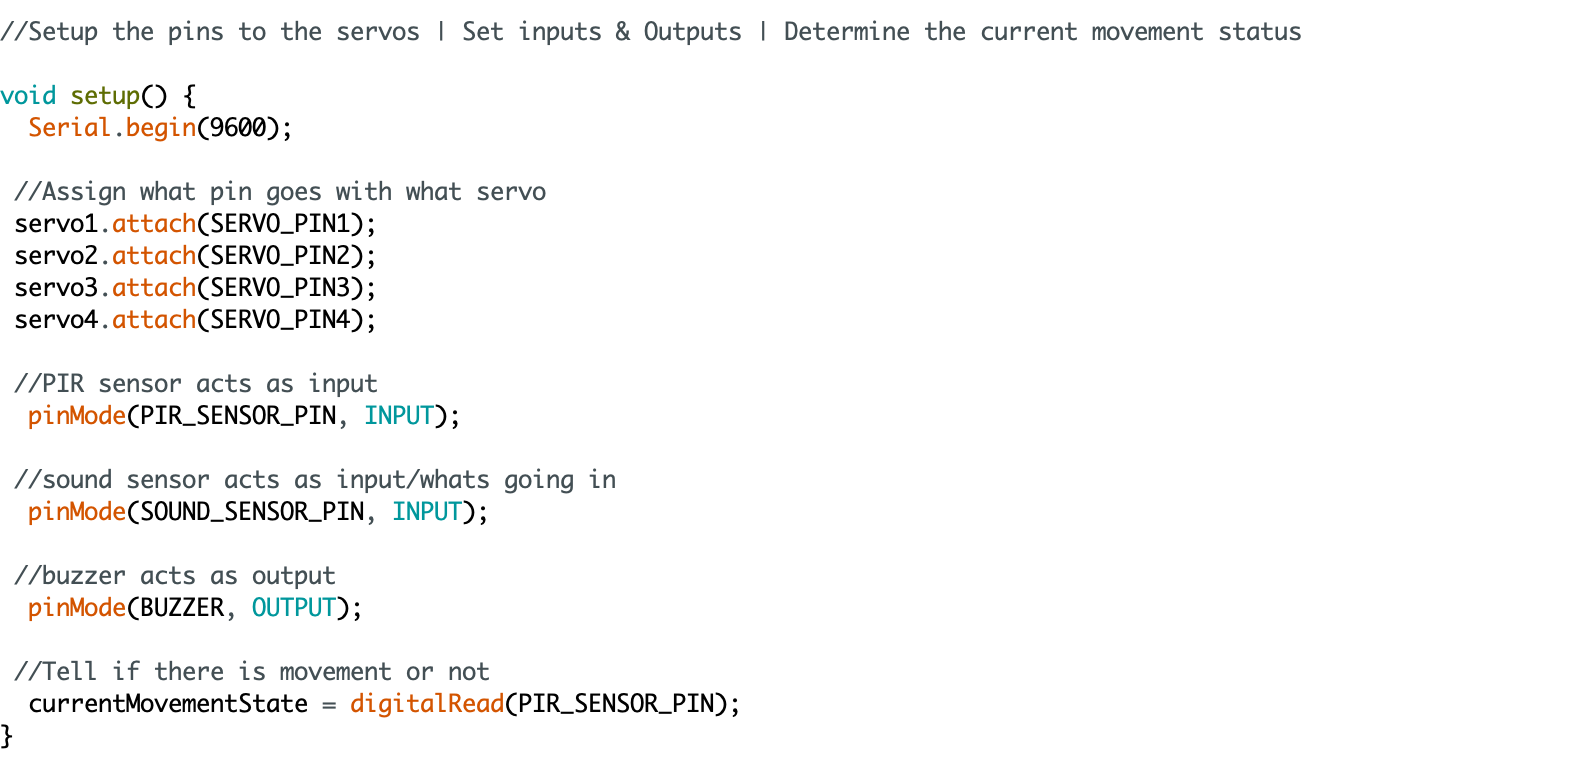 //Setup the pins to the servos | Set inputs & Outputs | Determine the current movement status
void setup() {
Serial.begin(9600);
//Assign what pin goes with what servo
servo1.attach(SERVO_PIN1);
servo2.attach(SERVO_PIN2);
servo3.attach(SERVO_PIN3);
servo4.attach(SERVO_PIN4);
//PIR sensor acts as input
pinMode(PIR_SENSOR_PIN, INPUT);
//sound sensor acts as input/whats going in
pinMode(SOUND_SENSOR_PIN, INPUT);
//buzzer acts as output
pinMode(BUZZER, OUTPUT);
//Tell if there is movement or not
currentMovementState = digitalRead(PIR_SENSOR_PIN);
}